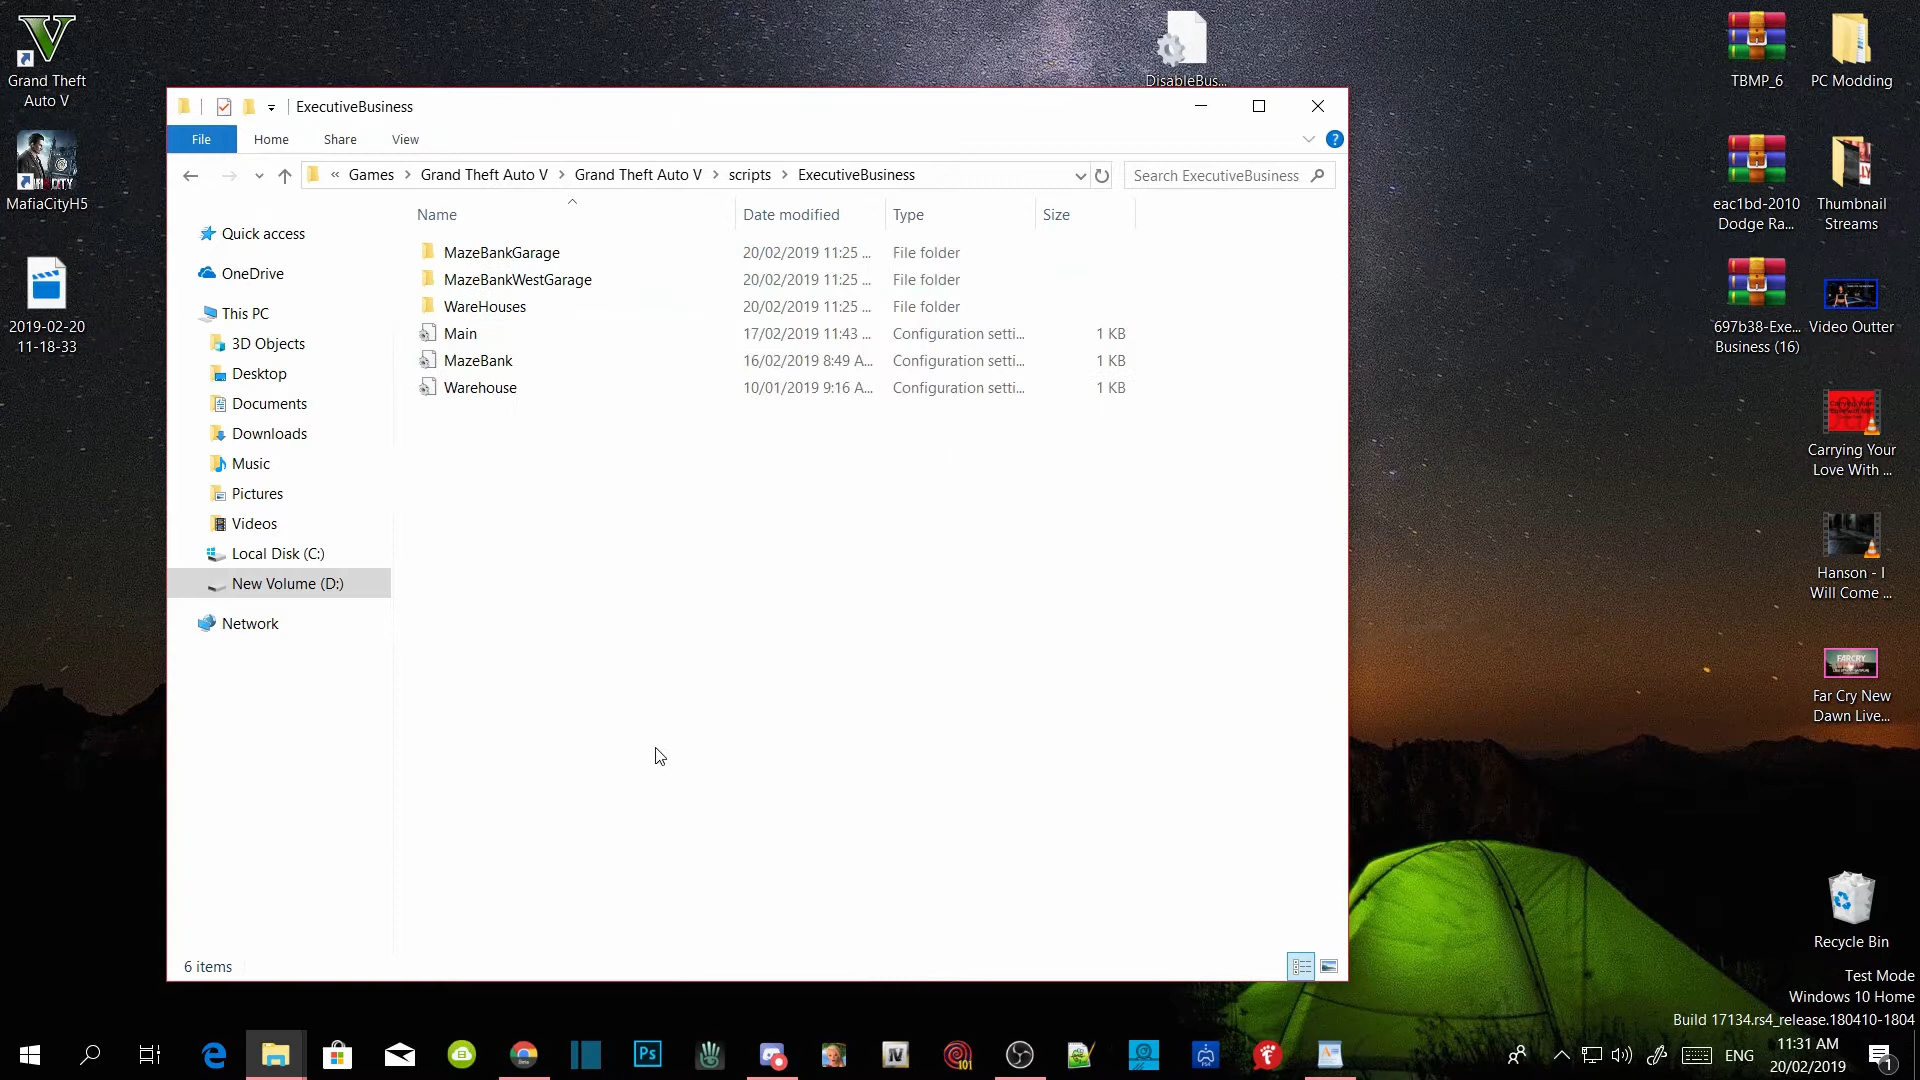 Grand Theft
Auto V
MafiaCityH5
2019-02-20
11-18-33
DisableBus...
TBMP_6
PC Modding
eac1bd-2010
Dodge Ra...
Thumbnail
Streams
697b38-Exe...
Business (16)
Video Outter
Carrying Your
Love With ...
Hanson - I
Will Come ...
Far Cry New
Dawn Live...
Recycle Bin
ExecutiveBusiness
File
Home
Share
View
« Games > Grand Theft Auto V > Grand Theft Auto V > scripts > ExecutiveBusiness
Search ExecutiveBusiness
Quick access
OneDrive
This PC
3D Objects
Desktop
Documents
Downloads
Music
Pictures
Videos
Local Disk (C:)
New Volume (D:)
Network
Name Date modified Type Size
MazeBankGarage 20/02/2019 11:25 ... File folder
MazeBankWestGarage 20/02/2019 11:25 ... File folder
WareHouses 20/02/2019 11:25 ... File folder
Main 17/02/2019 11:43 ... Configuration setti... 1 KB
MazeBank 16/02/2019 8:49 A... Configuration setti... 1 KB
Warehouse 10/01/2019 9:16 A... Configuration setti... 1 KB
6 items
Test Mode
Windows 10 Home
Build 17134.rs4_release.180410-1804
Ps
IV
101
ENG
11:31 AM
20/02/2019
1